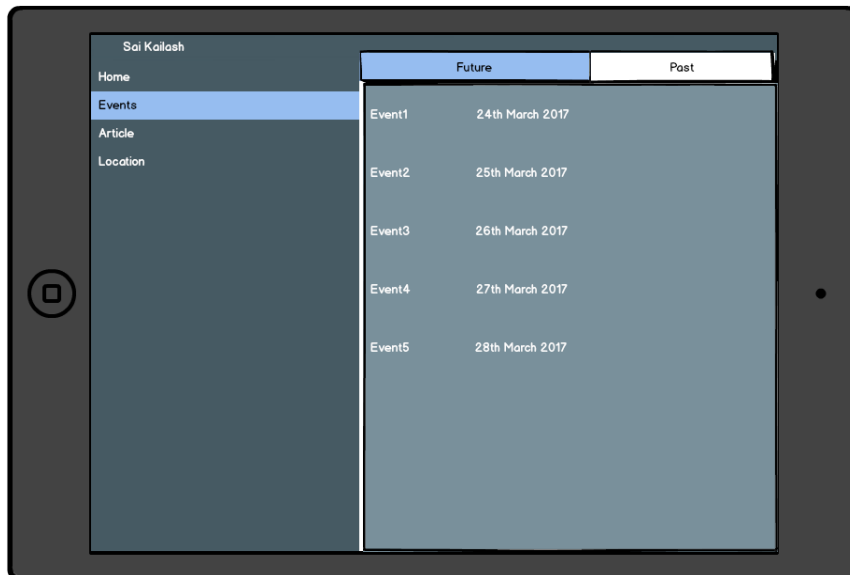 Sai Kailash
Home
Events
Article
Location
Future Past
Event1 24th March 2017
Event2 25th March 2017
Event3 26th March 2017
Event4 27th March 2017
Event5 28th March 2017